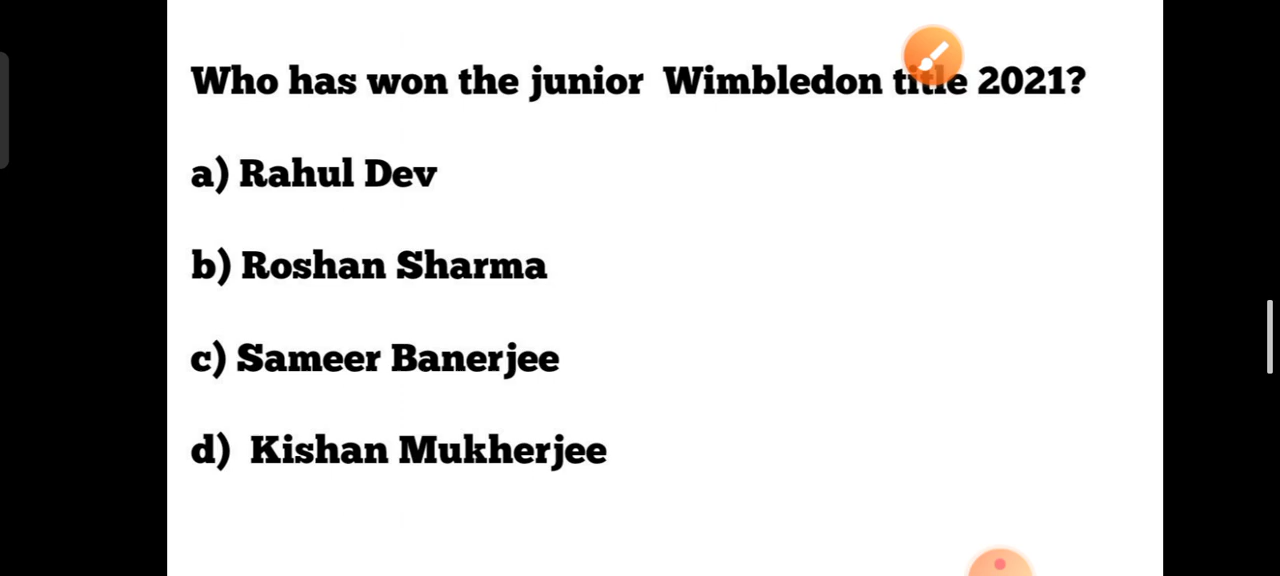 Who has won the junior Wimbledon title 2021?
a) Rahul Dev
b) Roshan Sharma
c) Sameer Banerjee
d) Kishan Mukherjee